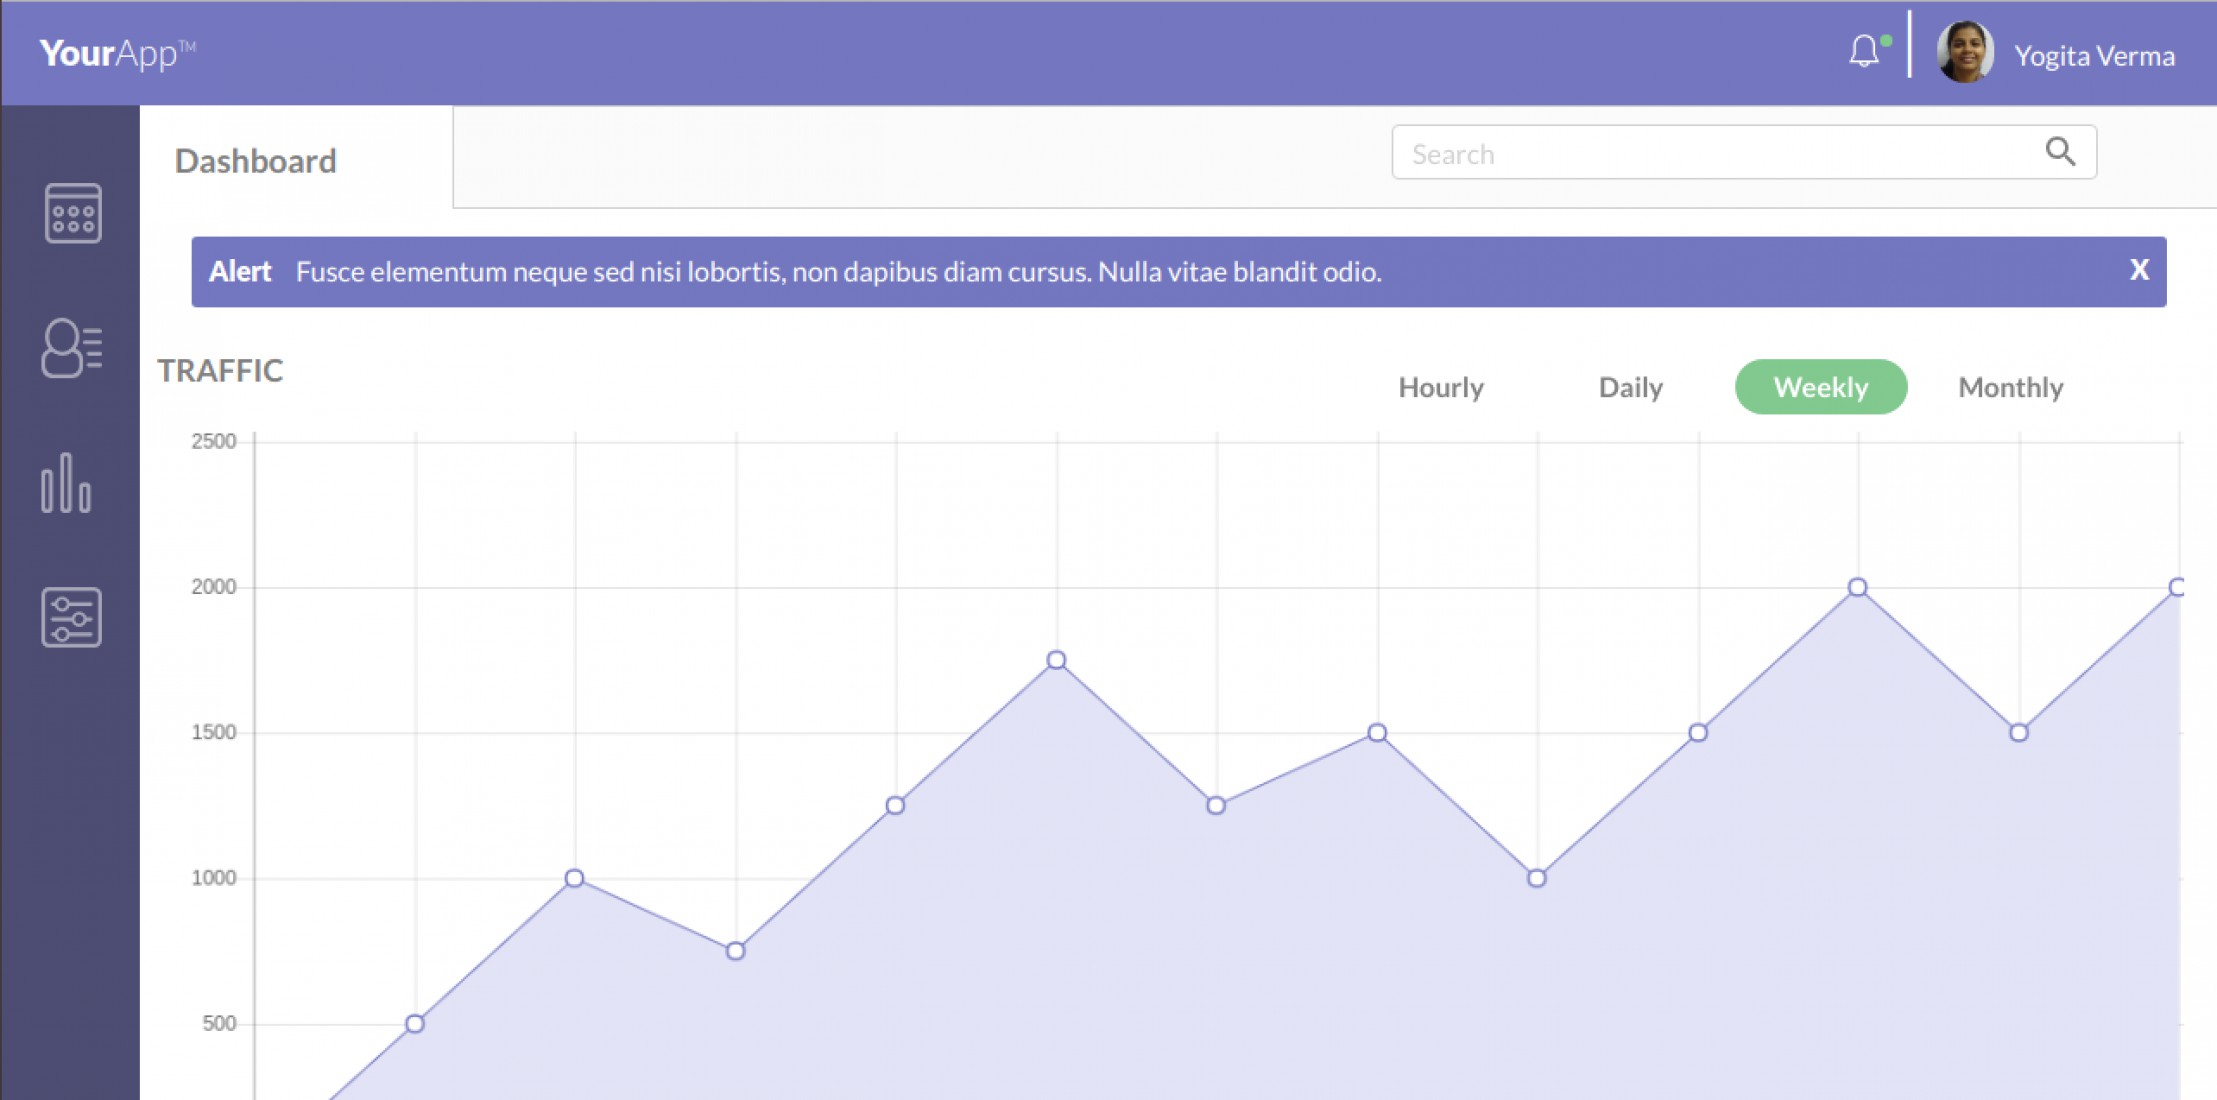 YourApp™
Yogita Verma
Dashboard
Search
Alert Fusce elementum neque sed nisi lobortis, non dapibus diam cursus. Nulla vitae blandit odio. X
TRAFFIC
Hourly Daily Weekly Monthly
2500
2000
1500
1000
500